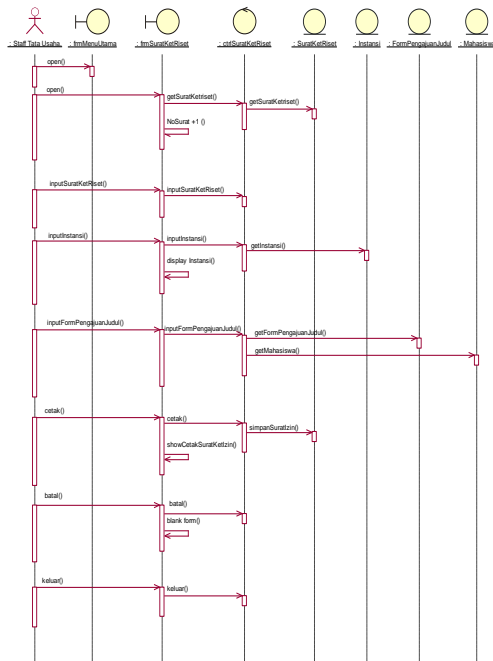 : Staff Tata Usaha
: frmMenuUtama
: frmSuratKetRiset
: ctrlSuratKetRiset
: SuratKetRiset
: Instansi
: FormPengajuanJudul
: Mahasiswa
open()
open()
getSuratKetriset()
getSuratKetriset()
NoSurat +1 ()
inputSuratKetRiset()
inputSuratKetRiset()
inputInstansi()
inputInstansi()
getInstansi()
display Instansi()
inputFormPengajuanJudul()
inputFormPengajuanJudul()
getFormPengajuanJudul()
getMahasiswa()
cetak()
cetak()
simpanSuratIzin()
showCetakSuratKetIzin()
batal()
batal()
blank form()
keluar()
keluar()